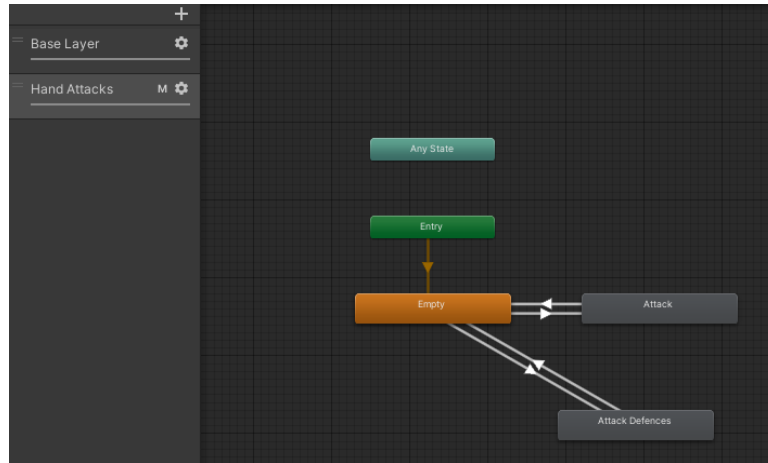 +
Base Layer
Hand Attacks M
Any State
Entry
Empty
Attack
Attack Defences